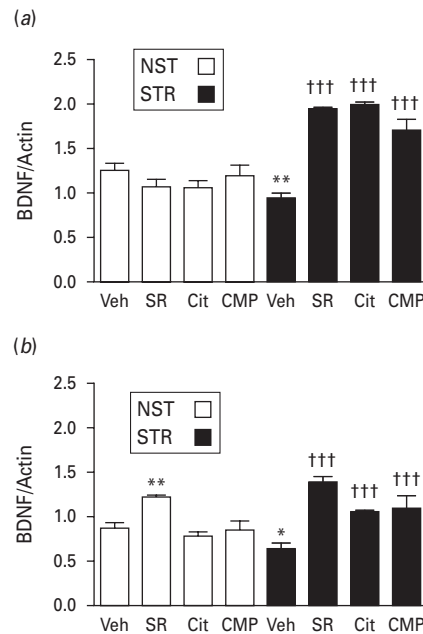 (a)
NST
STR
BDNF/Actin
2.5
2.0
1.5
1.0
0.5
0.0
** ††† ††† †††
Veh SR Cit CMP Veh SR Cit CMP
(b)
NST
STR
BDNF/Actin
2.5
2.0
1.5
1.0
0.5
0.0
** * ††† ††† †††
Veh SR Cit CMP Veh SR Cit CMP